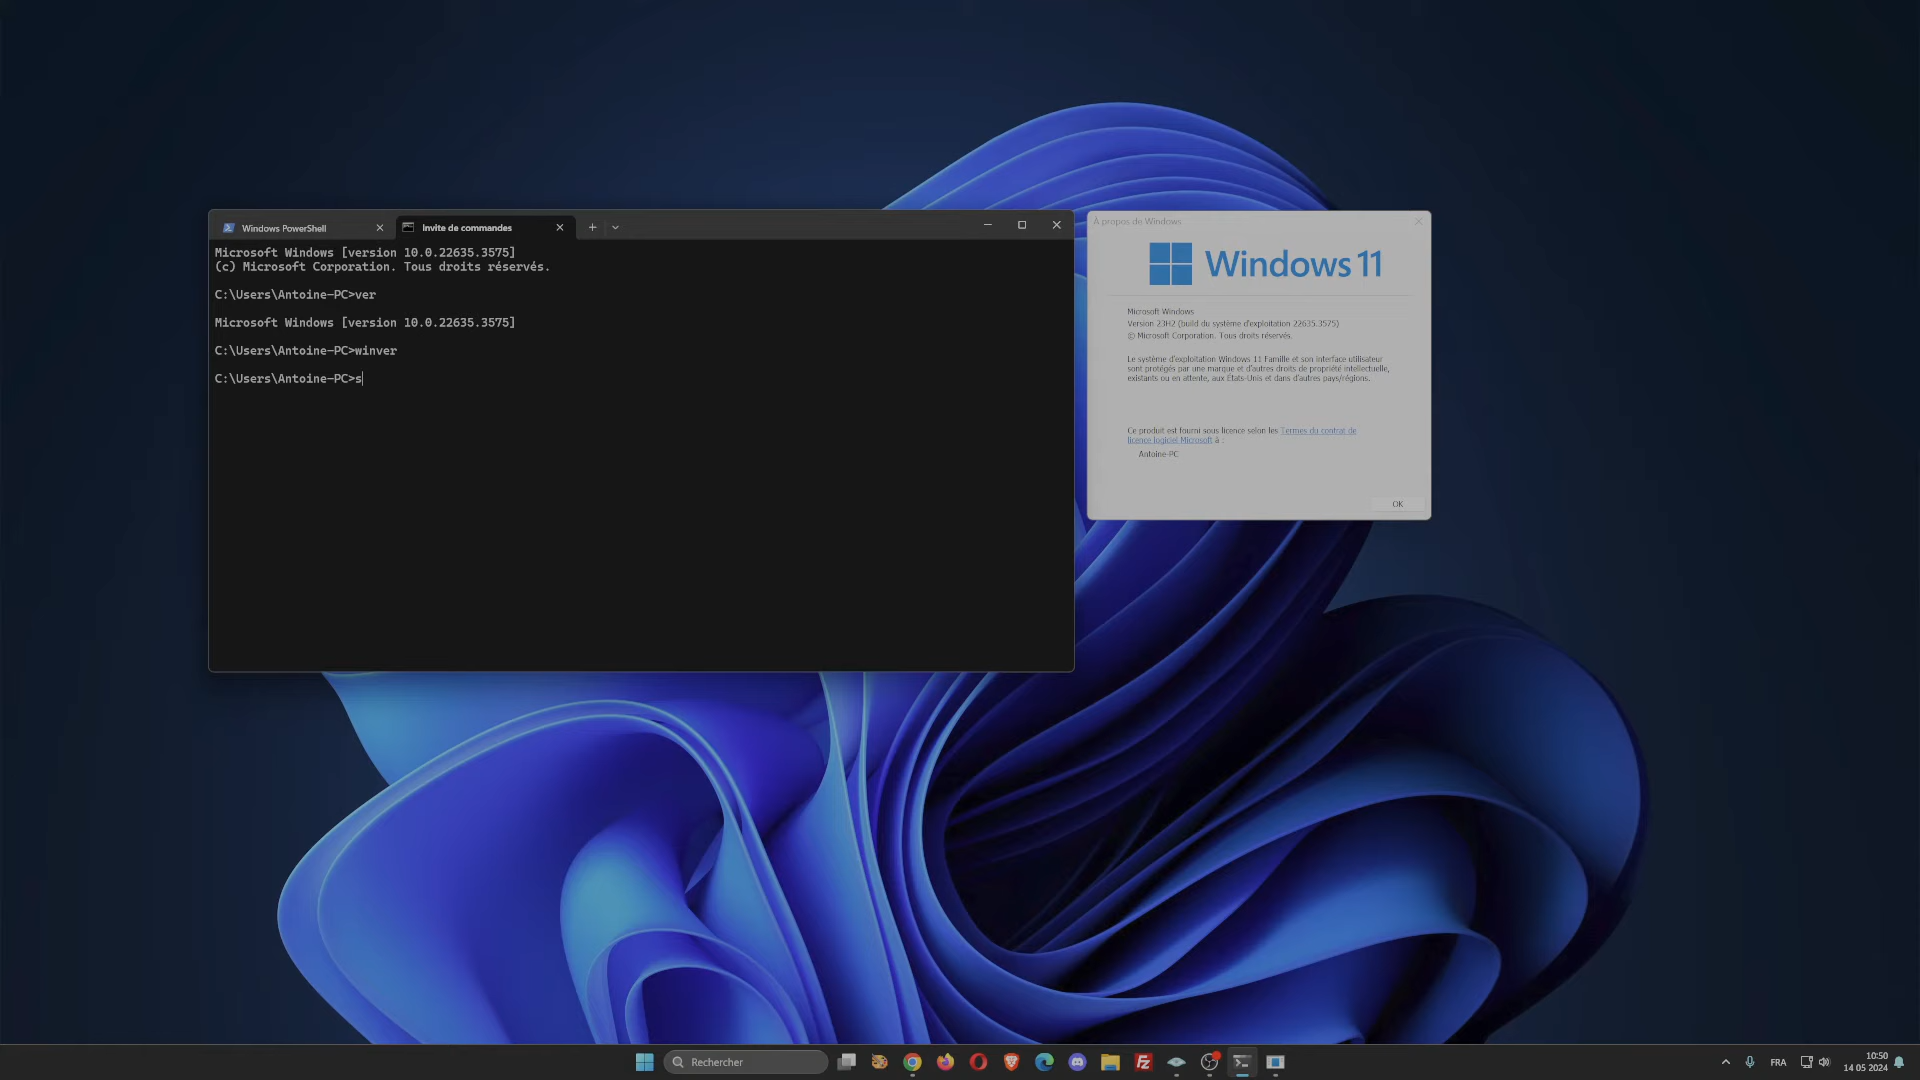 Windows PowerShell
Invite de commandes
Microsoft Windows [version 10.0.22635.3575]
(c) Microsoft Corporation. Tous droits réservés.
C:\Users\Antoine-PC>ver
Microsoft Windows [version 10.0.22635.3575]
C:\Users\Antoine-PC>winver
C:\Users\Antoine-PC>s
À propos de Windows
Windows 11
Microsoft Windows
Version 23H2 (build du système d'exploitation 22635.3575)
© Microsoft Corporation. Tous droits réservés.
Le système d'exploitation Windows 11 Famille et son interface utilisateur
sont protégés par une marque et d'autres droits de propriété intellectuelle,
existants ou en attente, aux États-Unis et dans d'autres pays/régions.
Ce produit est fourni sous licence selon les Termes du contrat de
licence logiciel Microsoft à :
Antoine-PC
OK
Rechercher
FZ
FRA
10:50
14 05 2024